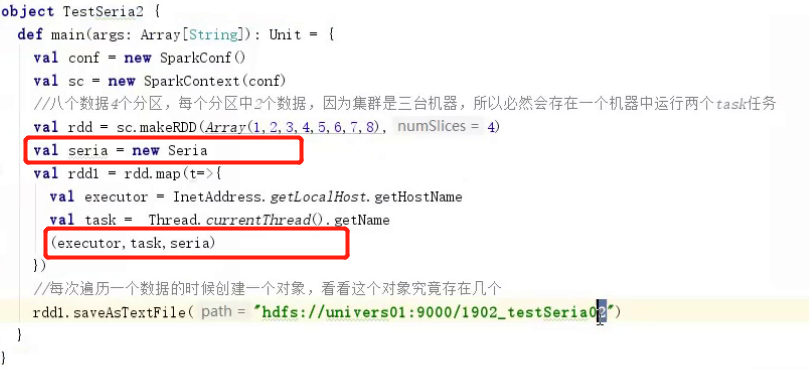 object TestSeria2 {
def main(args: Array[String]): Unit = {
val conf = new SparkConf()
val sc = new SparkContext(conf)
//八个数据4个分区，每个分区中2个数据，因为集群是三台机器，所以必然会存在一个机器中运行两个task任务
val rdd = sc.makeRDD(Array(1,2,3,4,5,6,7,8), numSlices = 4)
val seria = new Seria
val rdd1 = rdd.map(t=>{
val executor = InetAddress.getLocalHost.getHostName
val task = Thread.currentThread().getName
(executor,task,seria)
})
//每次遍历一个数据的时候创建一个对象，看看这个对象究竟存在几个
rdd1.saveAsTextFile( path = "hdfs://univers01:9000/1902_testSeria02")
}
}